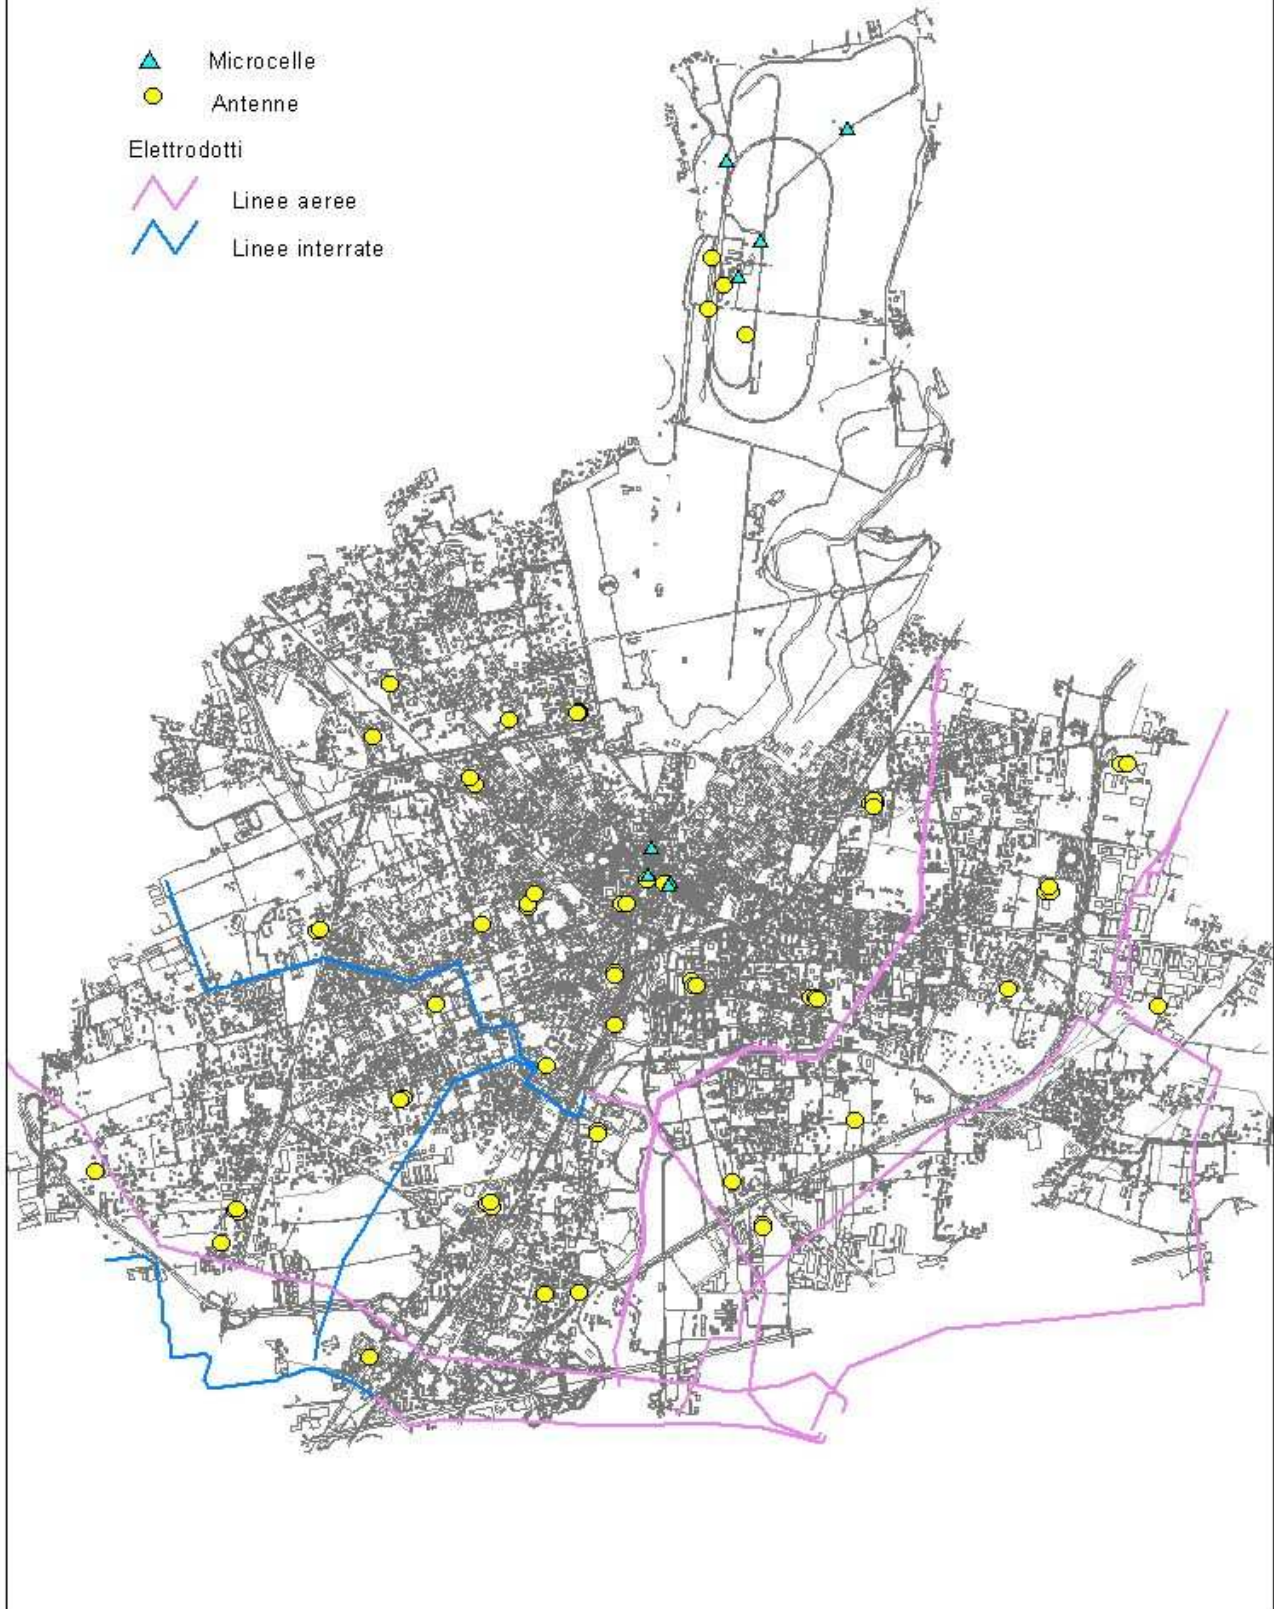 Microcelle
Antenne
Elettrodotti
Linee aeree
Linee interrate